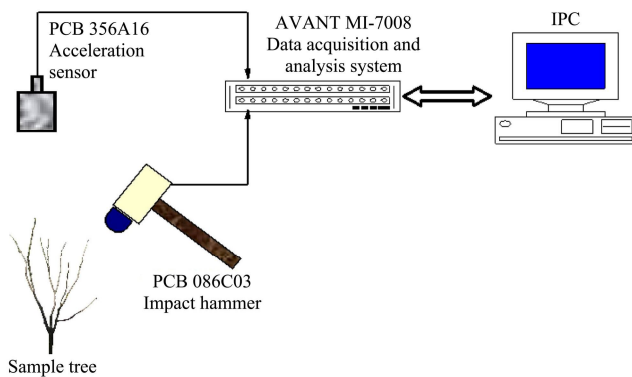 PCB 356A16
Acceleration
sensor
AVANT MI-7008
Data acquisition and
analysis system
IPC
PCB 086C03
Impact hammer
Sample tree